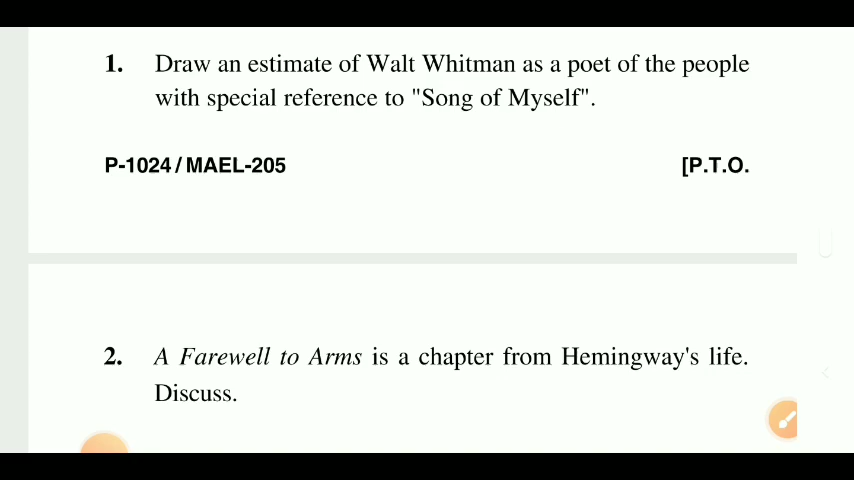 1. Draw an estimate of Walt Whitman as a poet of the people
with special reference to "Song of Myself".
P-1024 / MAEL-205 [P.T.O.
2. A Farewell to Arms is a chapter from Hemingway's life.
Discuss.